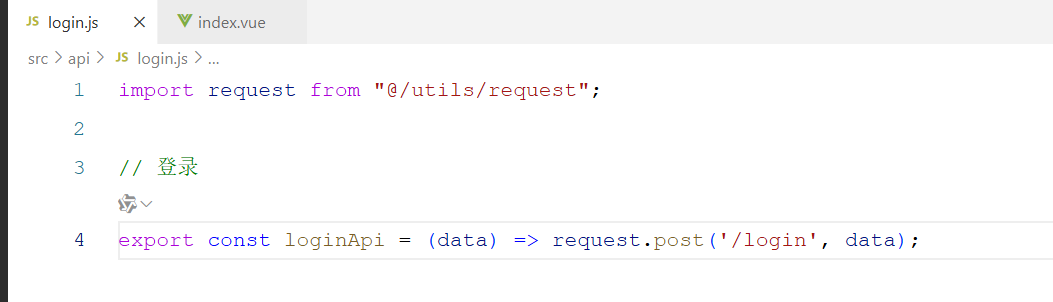 JS login.js × index.vue
src > api > JS login.js > ...
1 import request from "@/utils/request";
2
3 // 登录
4 export const loginApi = (data) => request.post('/login', data);